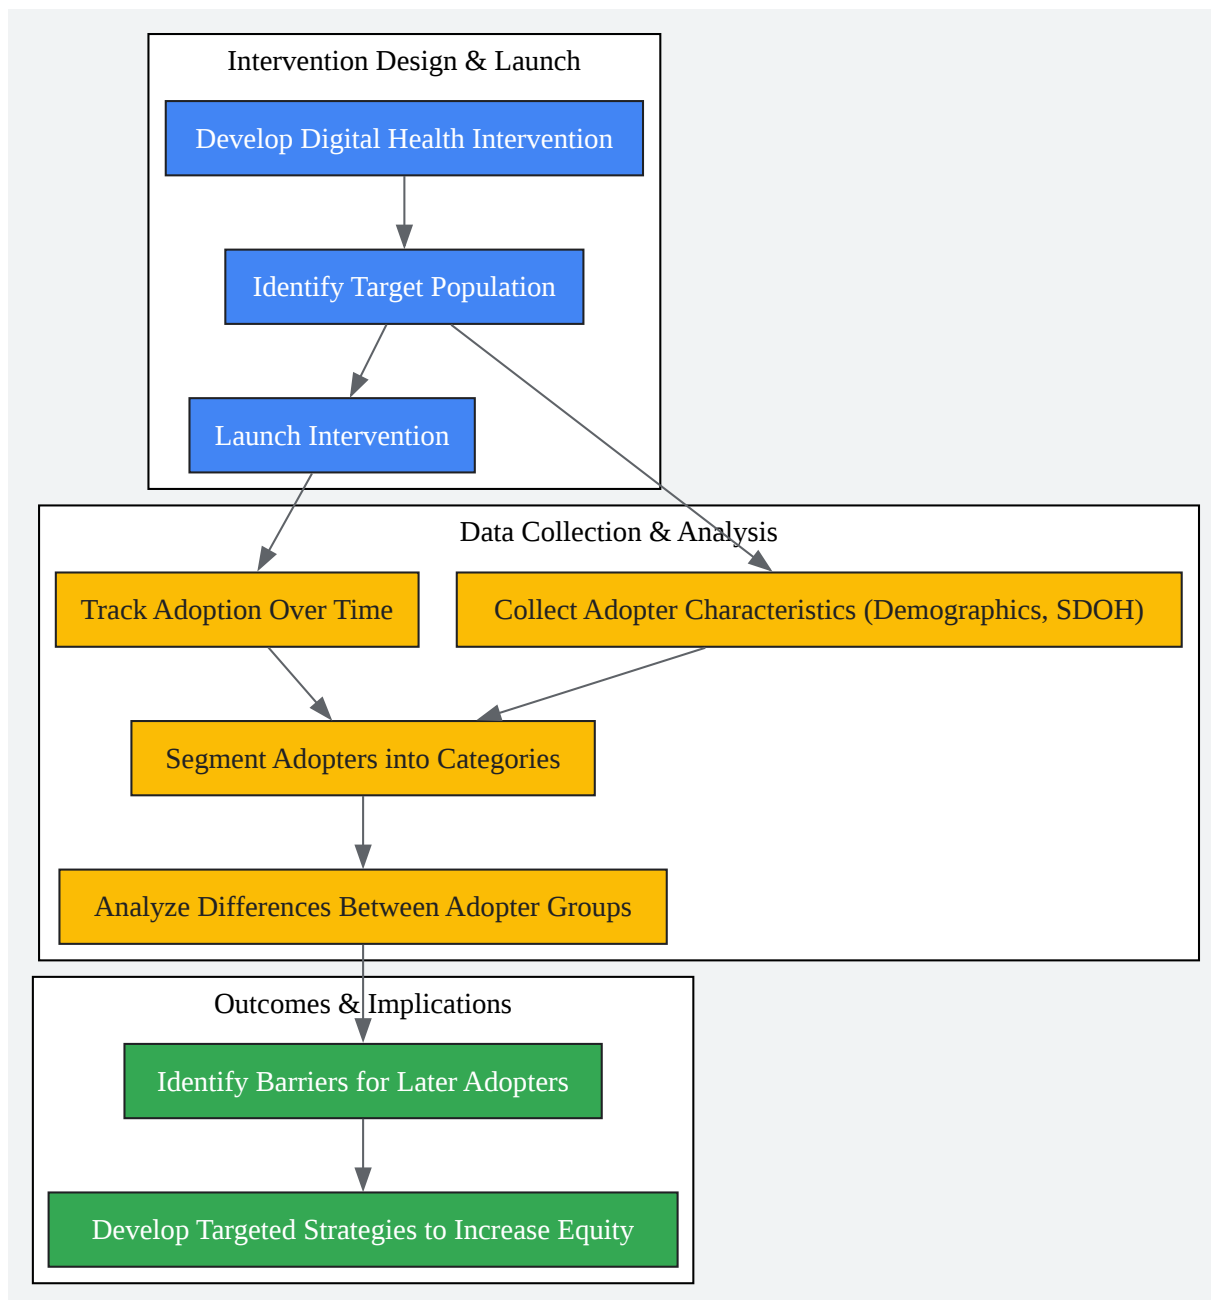 Intervention Design & Launch
Develop Digital Health Intervention
Identify Target Population
Launch Intervention
Data Collection & Analysis
Track Adoption Over Time
Collect Adopter Characteristics (Demographics, SDOH)
Segment Adopters into Categories
Analyze Differences Between Adopter Groups
Outcomes & Implications
Identify Barriers for Later Adopters
Develop Targeted Strategies to Increase Equity